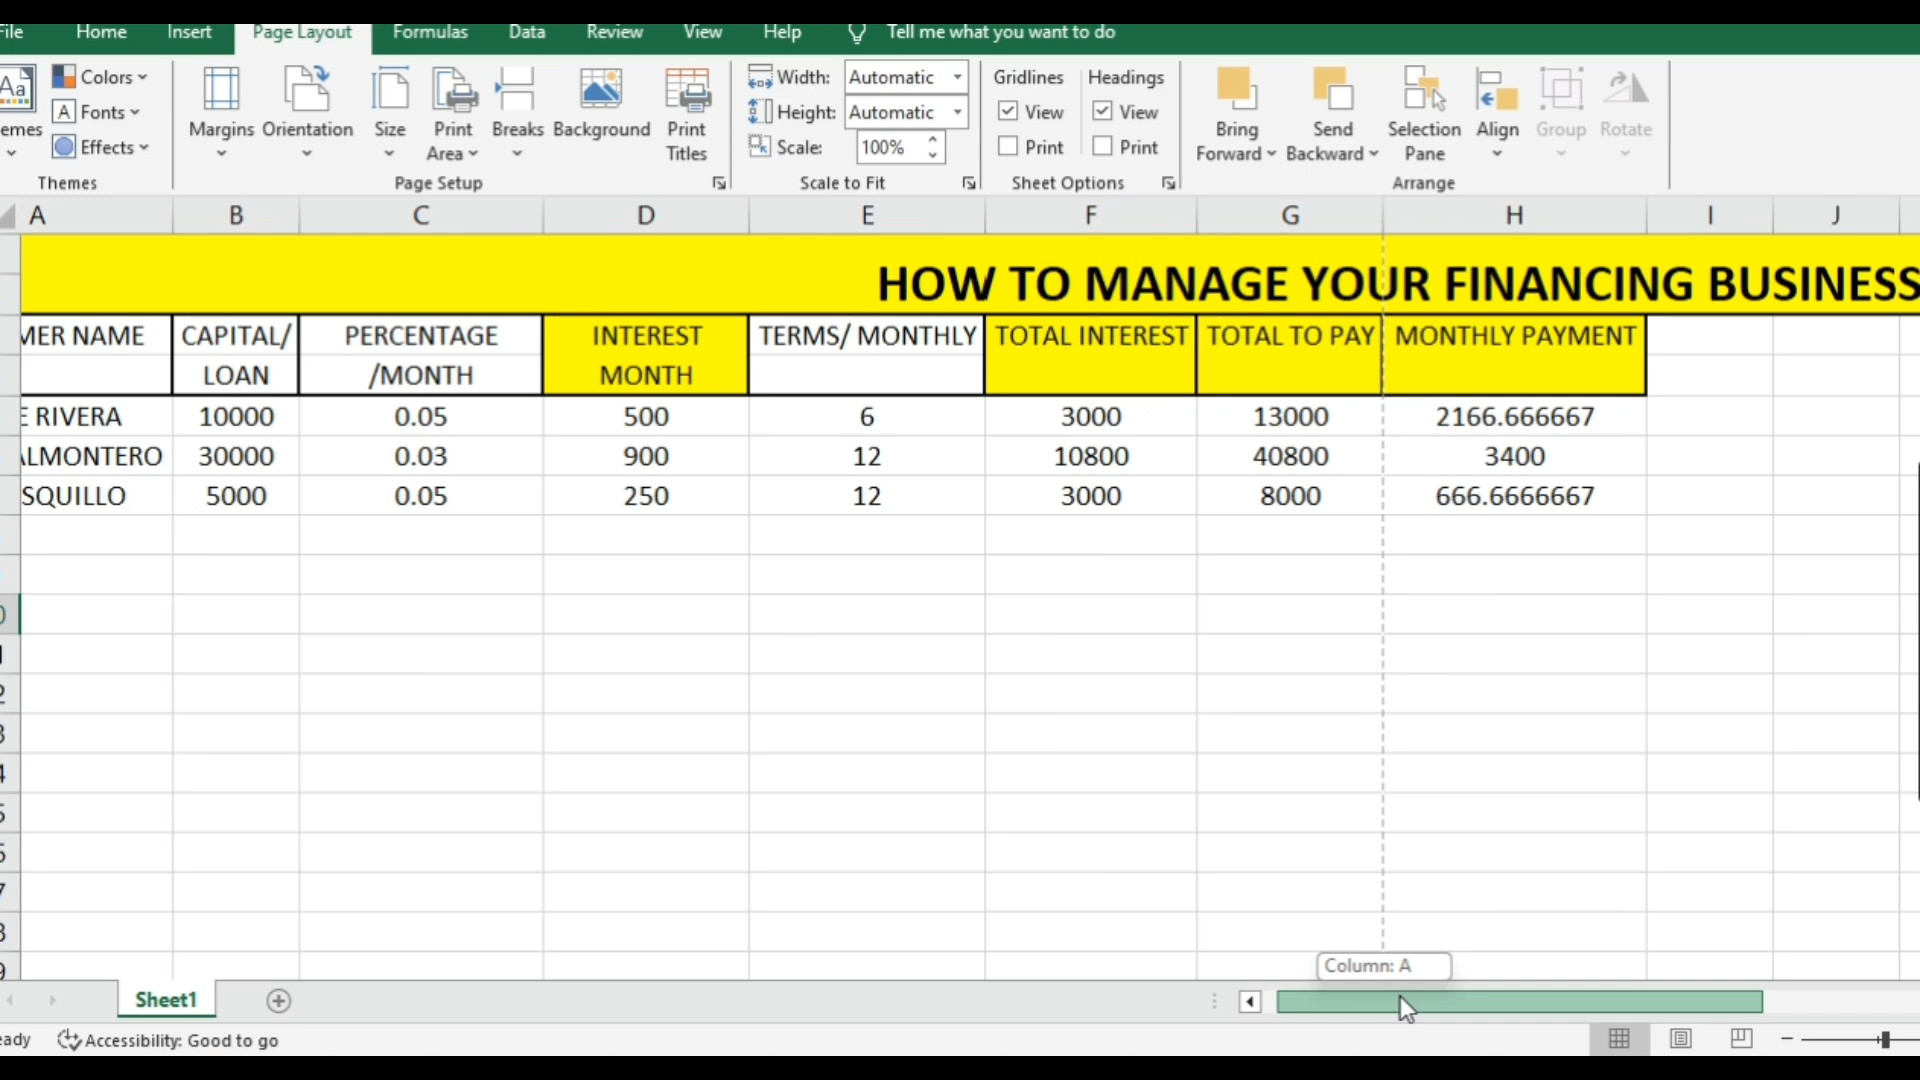 File Home Insert Page Layout Formulas Data Review View Help Tell me what you want to do
Colors
Fonts
Effects
Themes
Margins Orientation Size Print Area Breaks Background Print Titles
Page Setup
Width: Automatic
Height: Automatic
Scale: 100%
Scale to Fit
Gridlines Headings
View View
Print Print
Sheet Options
Bring Forward Send Backward Selection Pane Align Group Rotate
Arrange
A B C D E F G H I J
HOW TO MANAGE YOUR FINANCING BUSINESS
MER NAME CAPITAL/ PERCENTAGE INTEREST TERMS/ MONTHLY TOTAL INTEREST TOTAL TO PAY MONTHLY PAYMENT
LOAN /MONTH MONTH
E RIVERA 10000 0.05 500 6 3000 13000 2166.666667
ALMONTERO 30000 0.03 900 12 10800 40800 3400
SQUILLO 5000 0.05 250 12 3000 8000 666.6666667
Column: A
Sheet1
eady Accessibility: Good to go